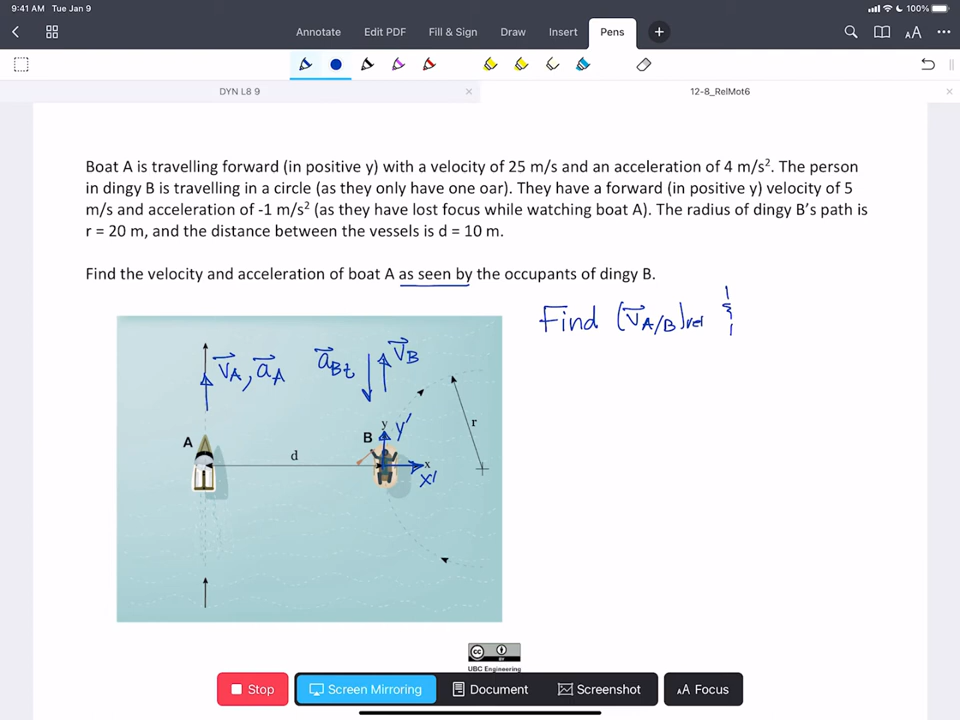 9:41 AM Tue Jan 9
100%
Annotate Edit PDF Fill & Sign Draw Insert Pens
AA
DYN L8 9
12-8_RelMot6
Boat A is travelling forward (in positive y) with a velocity of 25 m/s and an acceleration of 4 m/s². The person
in dingy B is travelling in a circle (as they only have one oar). They have a forward (in positive y) velocity of 5
m/s and acceleration of -1 m/s² (as they have lost focus while watching boat A). The radius of dingy B's path is
r = 20 m, and the distance between the vessels is d = 10 m.
Find the velocity and acceleration of boat A as seen by the occupants of dingy B.
Find (v⃗A/B)rel &
v⃗A, a⃗A
a⃗Bt
v⃗B
y
y'
r
A
B
d
x
x'
cc
BY
UBC Engineering
Stop Screen Mirroring Document Screenshot AA Focus